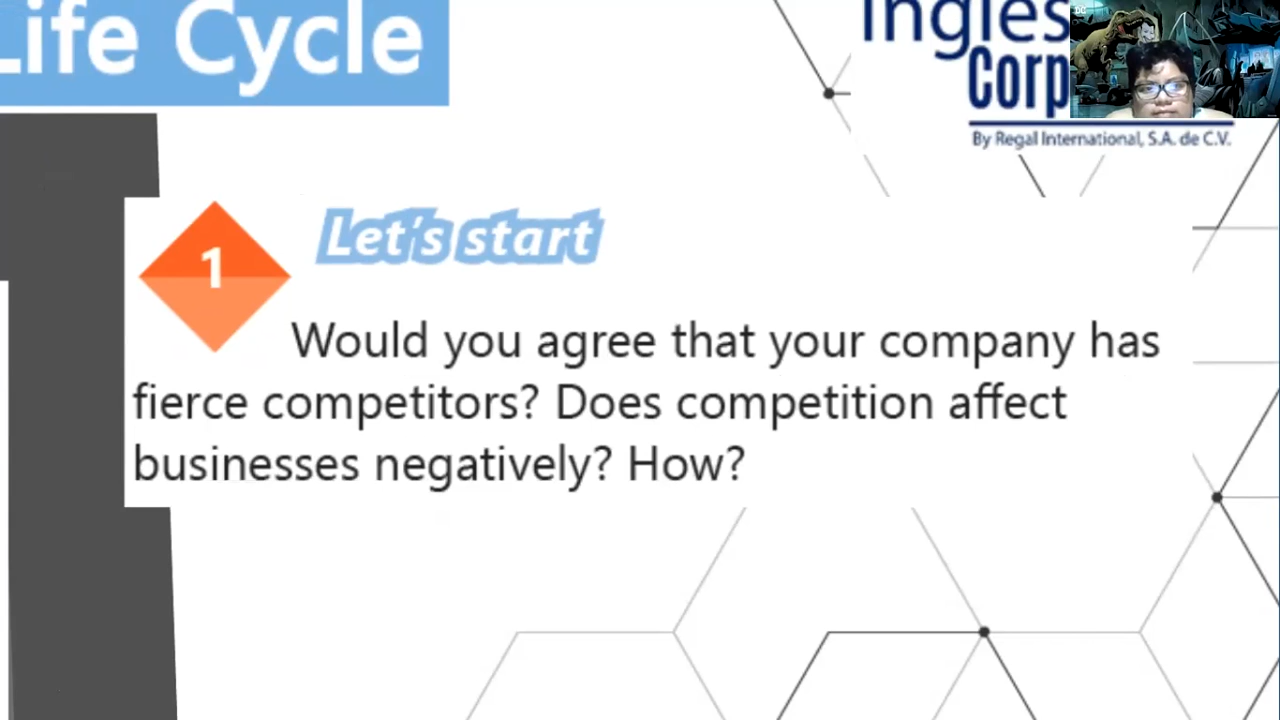 Life Cycle
Ingles
Corp
By Regal International, S.A. de C.V.
1
Let's start
Would you agree that your company has
fierce competitors? Does competition affect
businesses negatively? How?